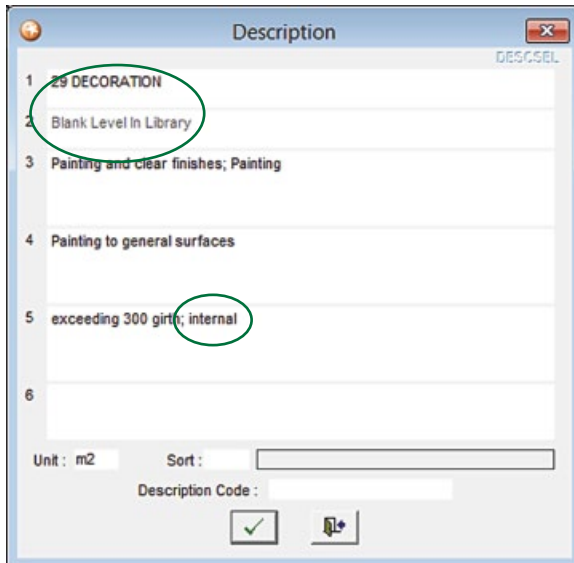 Description
DESCSEL
1 29 DECORATION
2 Blank Level In Library
3 Painting and clear finishes; Painting
4 Painting to general surfaces
5 exceeding 300 girth; internal
6
Unit : m2 Sort :
Description Code :